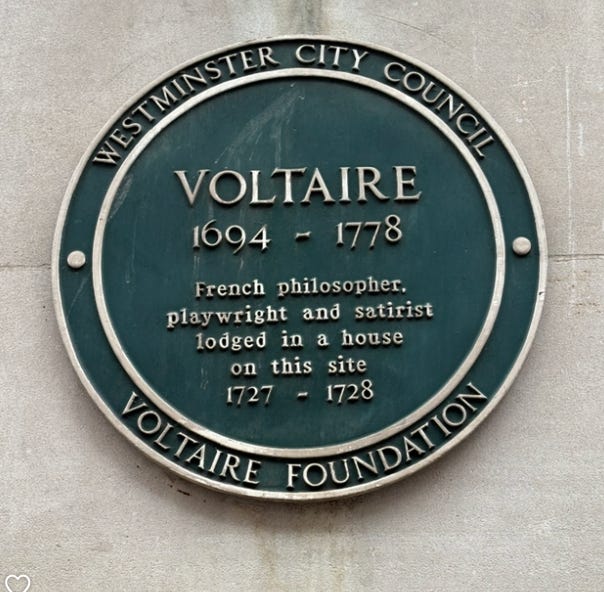 WESTMINSTER CITY COUNCIL
VOLTAIRE
1694 - 1778
French philosopher,
playwright and satirist
lodged in a house
on this site
1727 - 1728
VOLTAIRE FOUNDATION